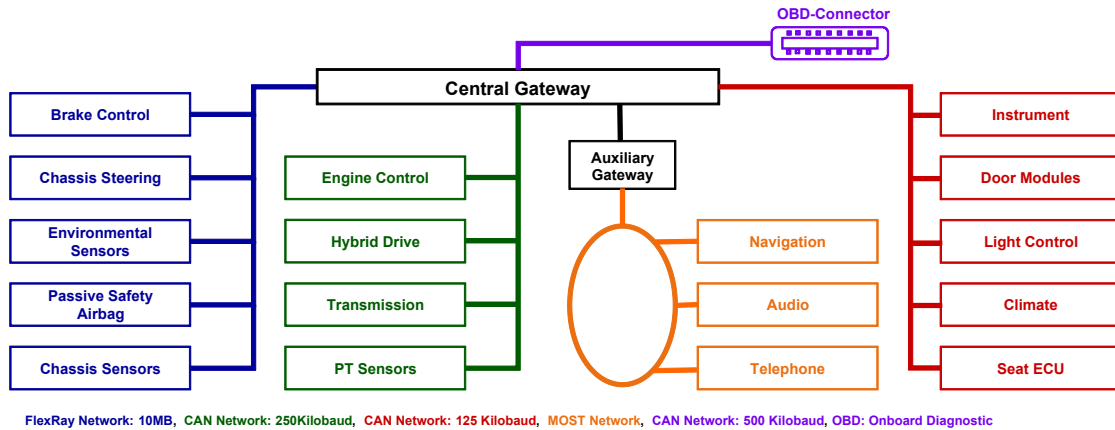 OBD-Connector
Central Gateway
Brake Control
Chassis Steering
Environmental
Sensors
Passive Safety
Airbag
Chassis Sensors
Engine Control
Hybrid Drive
Transmission
PT Sensors
Auxiliary
Gateway
Navigation
Audio
Telephone
Instrument
Door Modules
Light Control
Climate
Seat ECU
FlexRay Network: 10MB, CAN Network: 250Kilobaud, CAN Network: 125 Kilobaud, MOST Network, CAN Network: 500 Kilobaud, OBD: Onboard Diagnostic